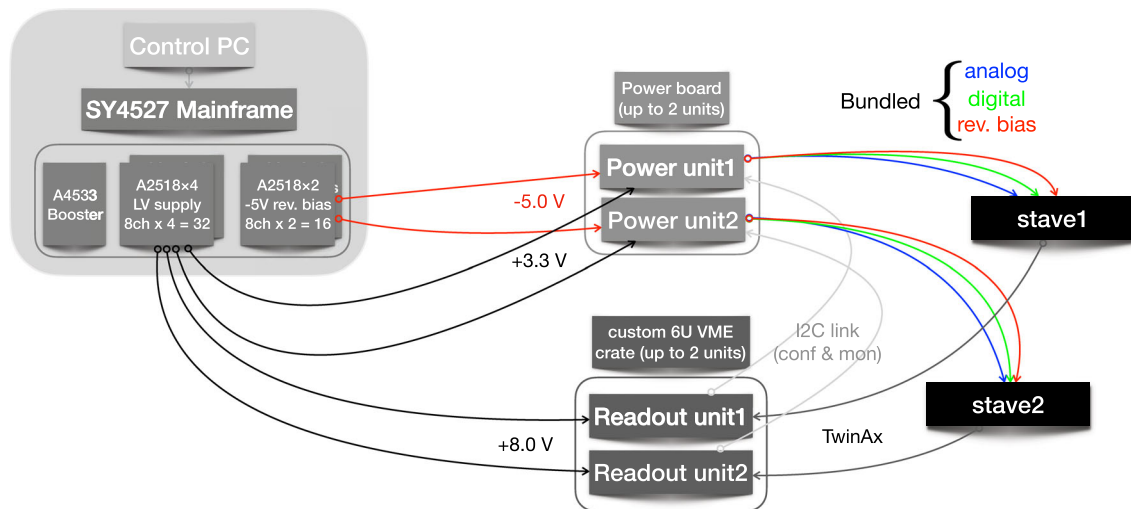 Control PC
SY4527 Mainframe
A4533
Booster
A2518×4
LV supply
8ch x 4 = 32
A2518×2
-5V rev. bias
8ch x 2 = 16
s
Power board
(up to 2 units)
Power unit1
Power unit2
-5.0 V
+3.3 V
+8.0 V
Bundled
analog
digital
rev. bias
stave1
stave2
custom 6U VME
crate (up to 2 units)
I2C link
(conf & mon)
Readout unit1
Readout unit2
TwinAx